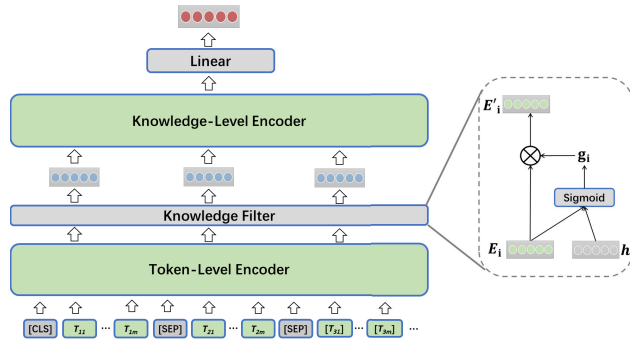 Linear
Knowledge-Level Encoder
Knowledge Filter
Token-Level Encoder
[CLS] T11 ... T1m [SEP] T21 ... T2m [SEP] [T31] ... [T3m] ...
E'i
gi
Sigmoid
Ei
h